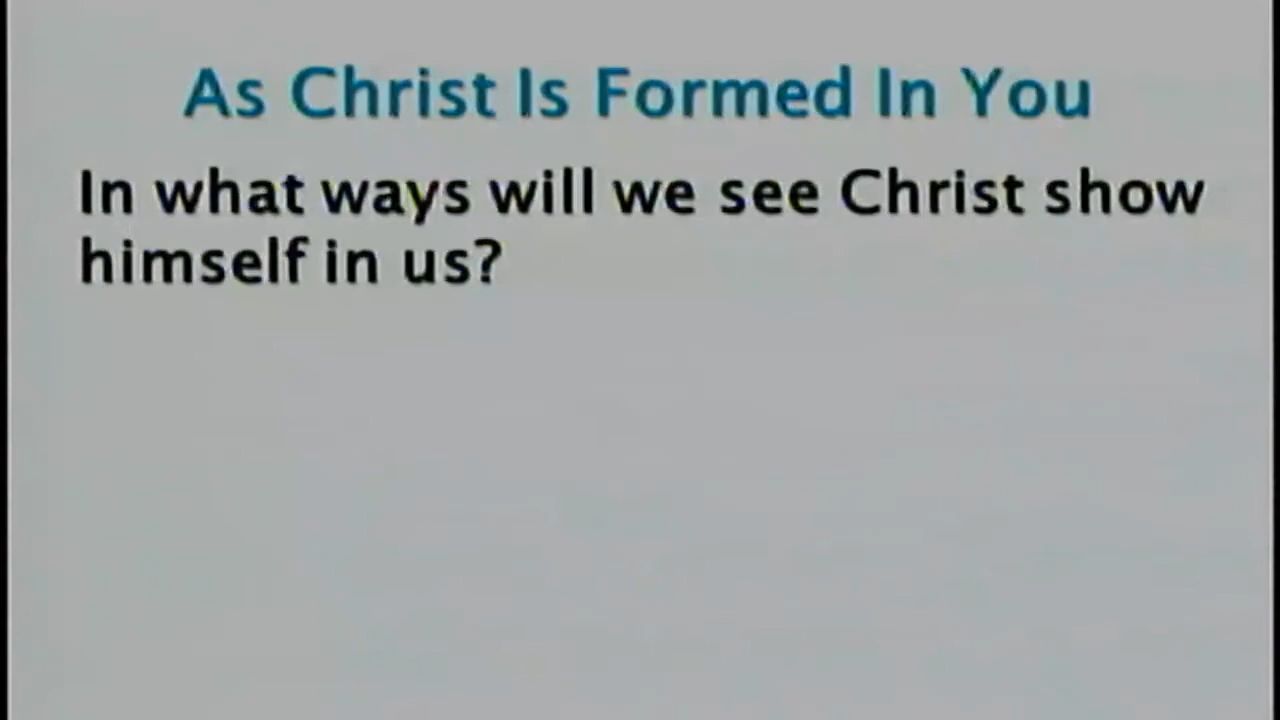 As Christ Is Formed In You
In what ways will we see Christ show
himself in us?